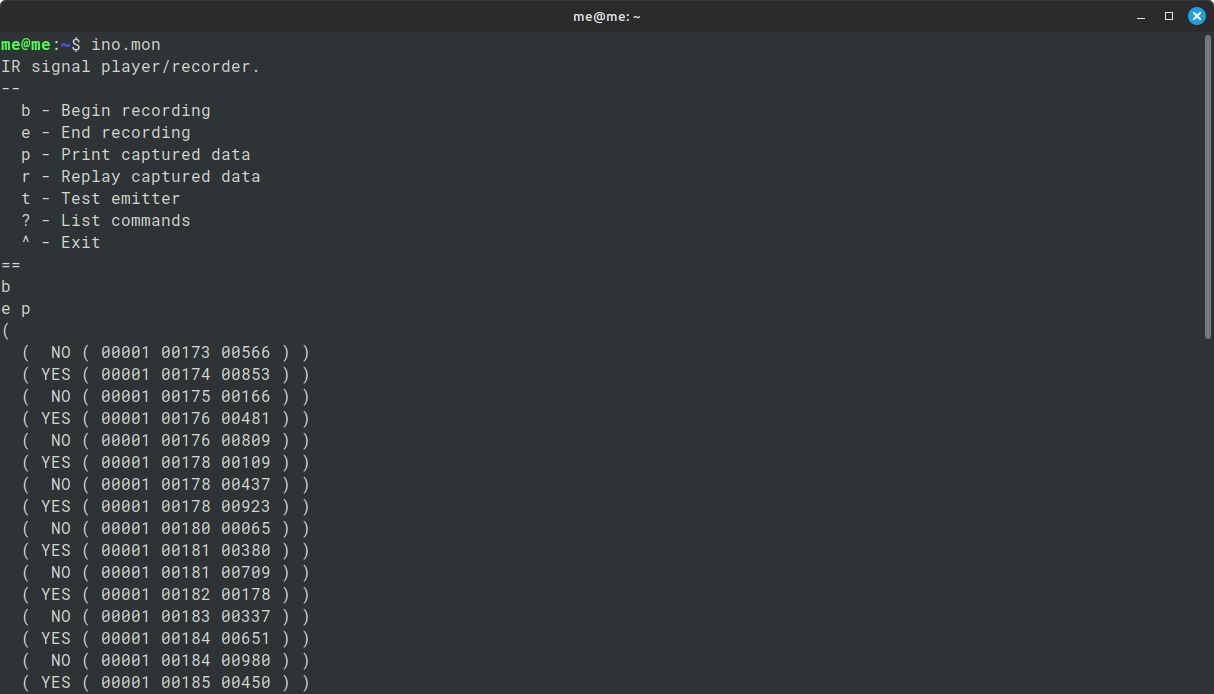 me@me: ~
me@me:~$ ino.mon
IR signal player/recorder.
--
  b - Begin recording
  e - End recording
  p - Print captured data
  r - Replay captured data
  t - Test emitter
  ? - List commands
  ^ - Exit
==
b
e p
(
  (  NO ( 00001 00173 00566 ) )
  ( YES ( 00001 00174 00853 ) )
  (  NO ( 00001 00175 00166 ) )
  ( YES ( 00001 00176 00481 ) )
  (  NO ( 00001 00176 00809 ) )
  ( YES ( 00001 00178 00109 ) )
  (  NO ( 00001 00178 00437 ) )
  ( YES ( 00001 00178 00923 ) )
  (  NO ( 00001 00180 00065 ) )
  ( YES ( 00001 00181 00380 ) )
  (  NO ( 00001 00181 00709 ) )
  ( YES ( 00001 00182 00178 ) )
  (  NO ( 00001 00183 00337 ) )
  ( YES ( 00001 00184 00651 ) )
  (  NO ( 00001 00184 00980 ) )
  ( YES ( 00001 00185 00450 ) )